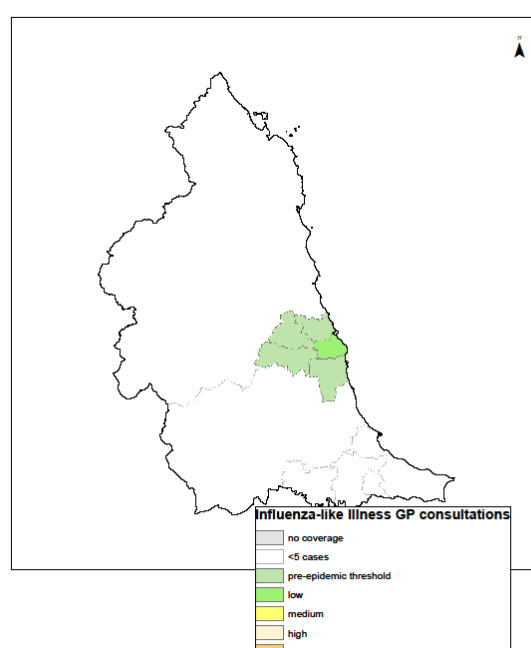 Influenza-like Illness GP consultations
no coverage
<5 cases
pre-epidemic threshold
low
medium
high